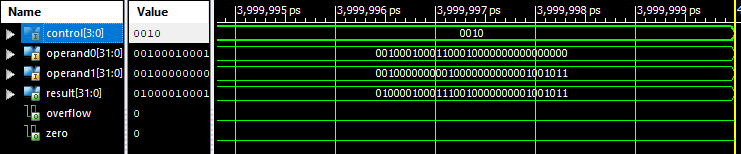 Name Value 3,999,995 ps 3,999,996 ps 3,999,997 ps 3,999,998 ps 3,999,999 ps
control[3:0] 0010 0010
operand0[31:0] 00100010001 00100010001100010000000000000000
operand1[31:0] 00100000000 00100000000010000000000001001011
result[31:0] 01000010001 01000010001110010000000001001011
overflow 0
zero 0